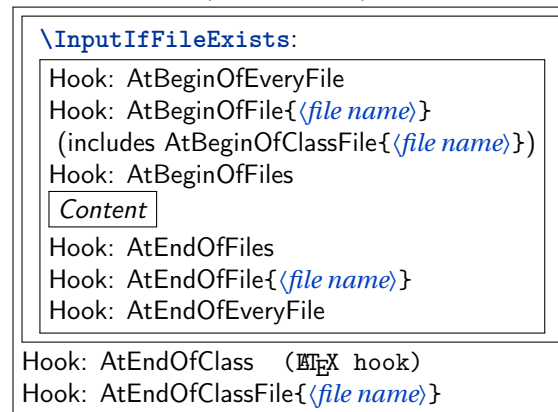 \InputIfFileExists:
Hook: AtBeginOfEveryFile
Hook: AtBeginOfFile{⟨file name⟩}
(includes AtBeginOfClassFile{⟨file name⟩})
Hook: AtBeginOfFiles
Content
Hook: AtEndOfFiles
Hook: AtEndOfFile{⟨file name⟩}
Hook: AtEndOfEveryFile
Hook: AtEndOfClass (LATEX hook)
Hook: AtEndOfClassFile{⟨file name⟩}